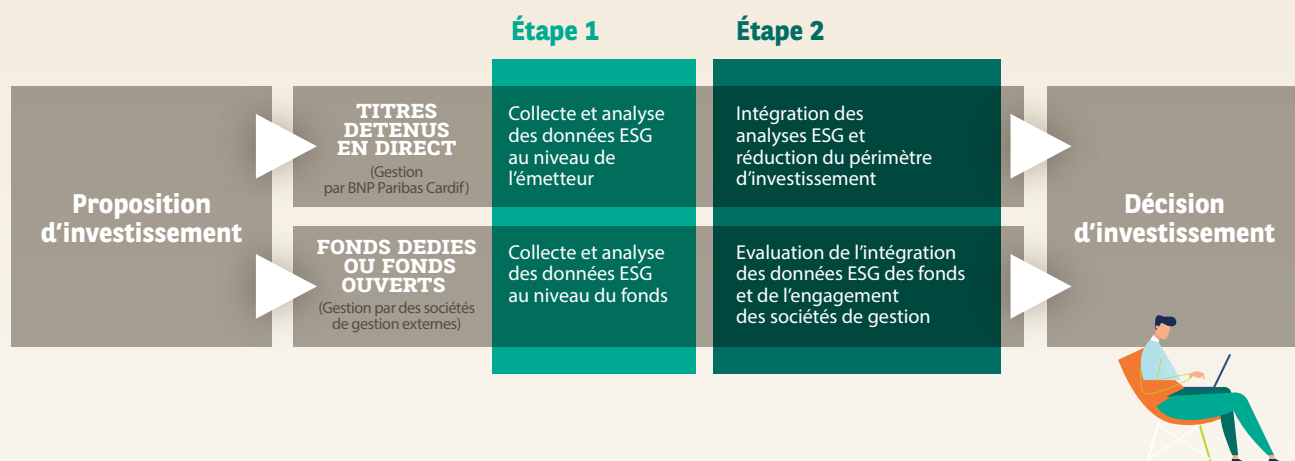 Étape 1
Étape 2
Proposition
d'investissement
TITRES
DETENUS
EN DIRECT
(Gestion
par BNP Paribas Cardif)
Collecte et analyse
des données ESG
au niveau de
l'émetteur
Intégration des
analyses ESG et
réduction du périmètre
d'investissement
FONDS DEDIES
OU FONDS
OUVERTS
(Gestion par des sociétés
de gestion externes)
Collecte et analyse
des données ESG
au niveau du fonds
Evaluation de l'intégration
des données ESG des fonds
et de l'engagement
des sociétés de gestion
Décision
d'investissement